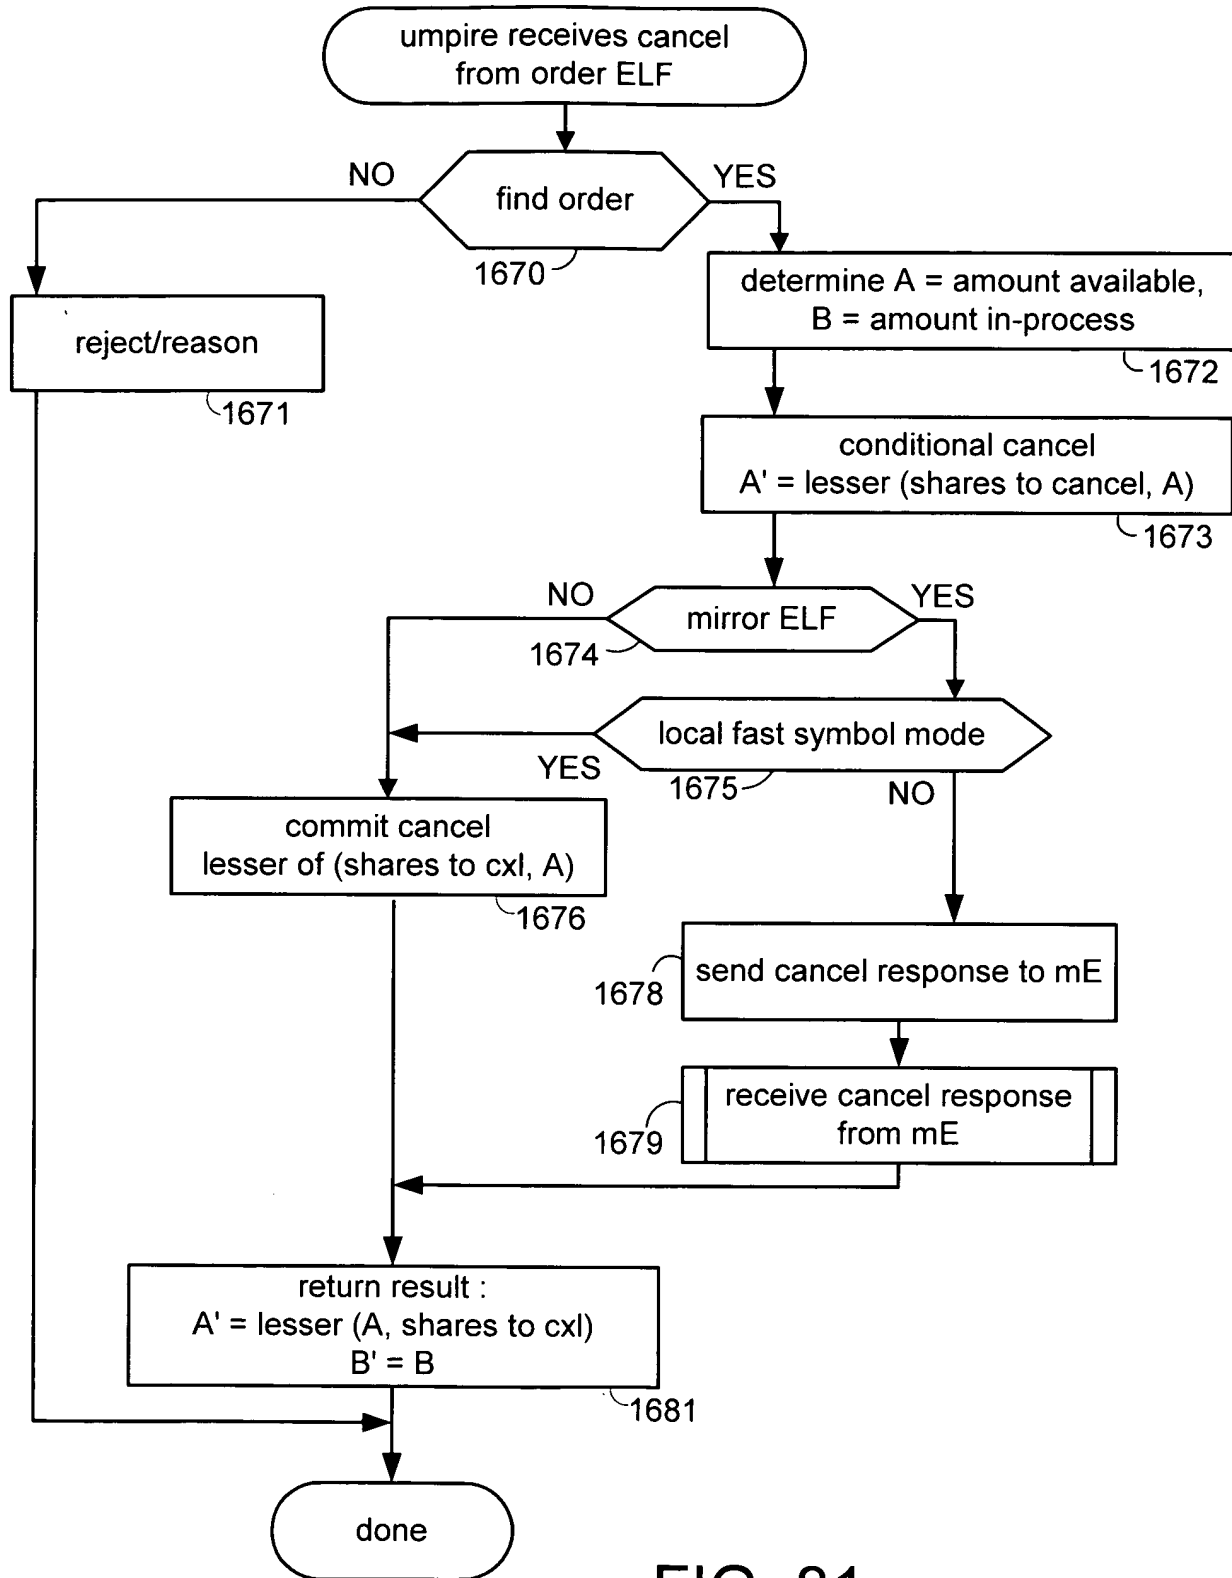 umpire receives cancel
from order ELF
NO
YES
find order
1670
determine A = amount available,
B = amount in-process
1672
reject/reason
1671
conditional cancel
A' = lesser (shares to cancel, A)
1673
NO
YES
mirror ELF
1674
local fast symbol mode
YES
1675
NO
commit cancel
lesser of (shares to cxl, A)
1676
send cancel response to mE
1678
receive cancel response
from mE
1679
return result :
A' = lesser (A, shares to cxl)
B' = B
1681
done
FIG. 81